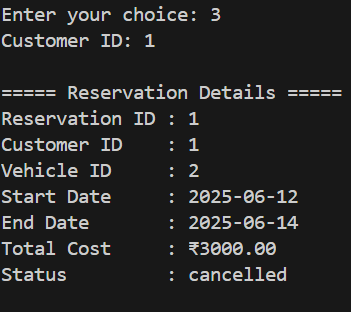 Enter your choice: 3
Customer ID: 1
===== Reservation Details =====
Reservation ID : 1
Customer ID    : 1
Vehicle ID     : 2
Start Date     : 2025-06-12
End Date       : 2025-06-14
Total Cost     : ₹3000.00
Status         : cancelled